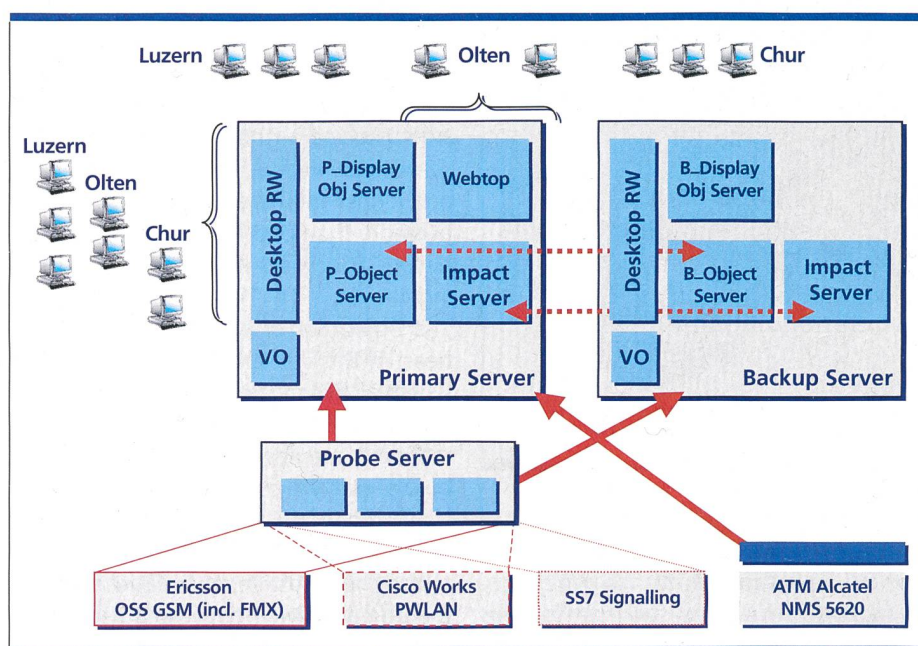 Luzern
Olten
Chur
Luzern
Olten
Chur
Desktop RW
P_Display
Obj Server
Webtop
P_Object
Server
Impact
Server
VO
Primary Server
Desktop RW
B_Display
Obj Server
B_Object
Server
Impact
Server
VO
Backup Server
Probe Server
Ericsson
OSS GSM (incl. FMX)
Cisco Works
PWLAN
SS7 Signalling
ATM Alcatel
NMS 5620